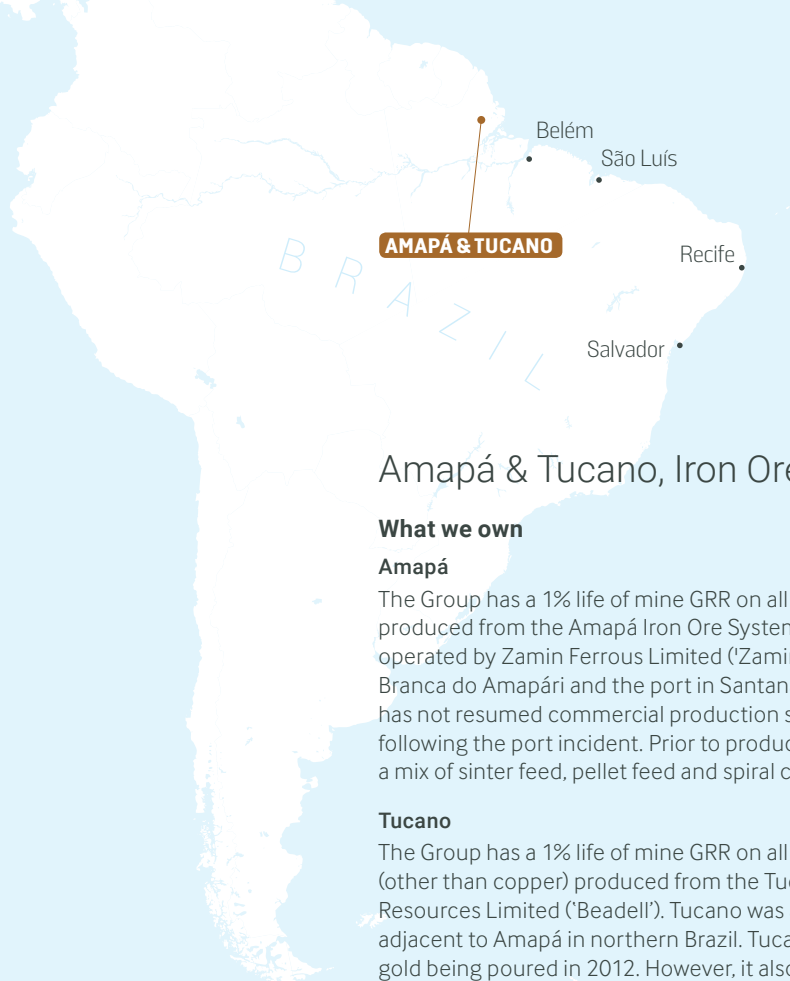 Belém
São Luís
AMAPÁ & TUCANO
Recife
BRAZIL
Salvador
Amapá & Tucano, Iron Ore
What we own
Amapá
The Group has a 1% life of mine GRR on all
produced from the Amapá Iron Ore System
operated by Zamin Ferrous Limited ('Zamin
Branca do Amapári and the port in Santan
has not resumed commercial production s
following the port incident. Prior to produc
a mix of sinter feed, pellet feed and spiral c
Tucano
The Group has a 1% life of mine GRR on all
(other than copper) produced from the Tuc
Resources Limited (‘Beadell’). Tucano was
adjacent to Amapá in northern Brazil. Tuca
gold being poured in 2012. However, it also